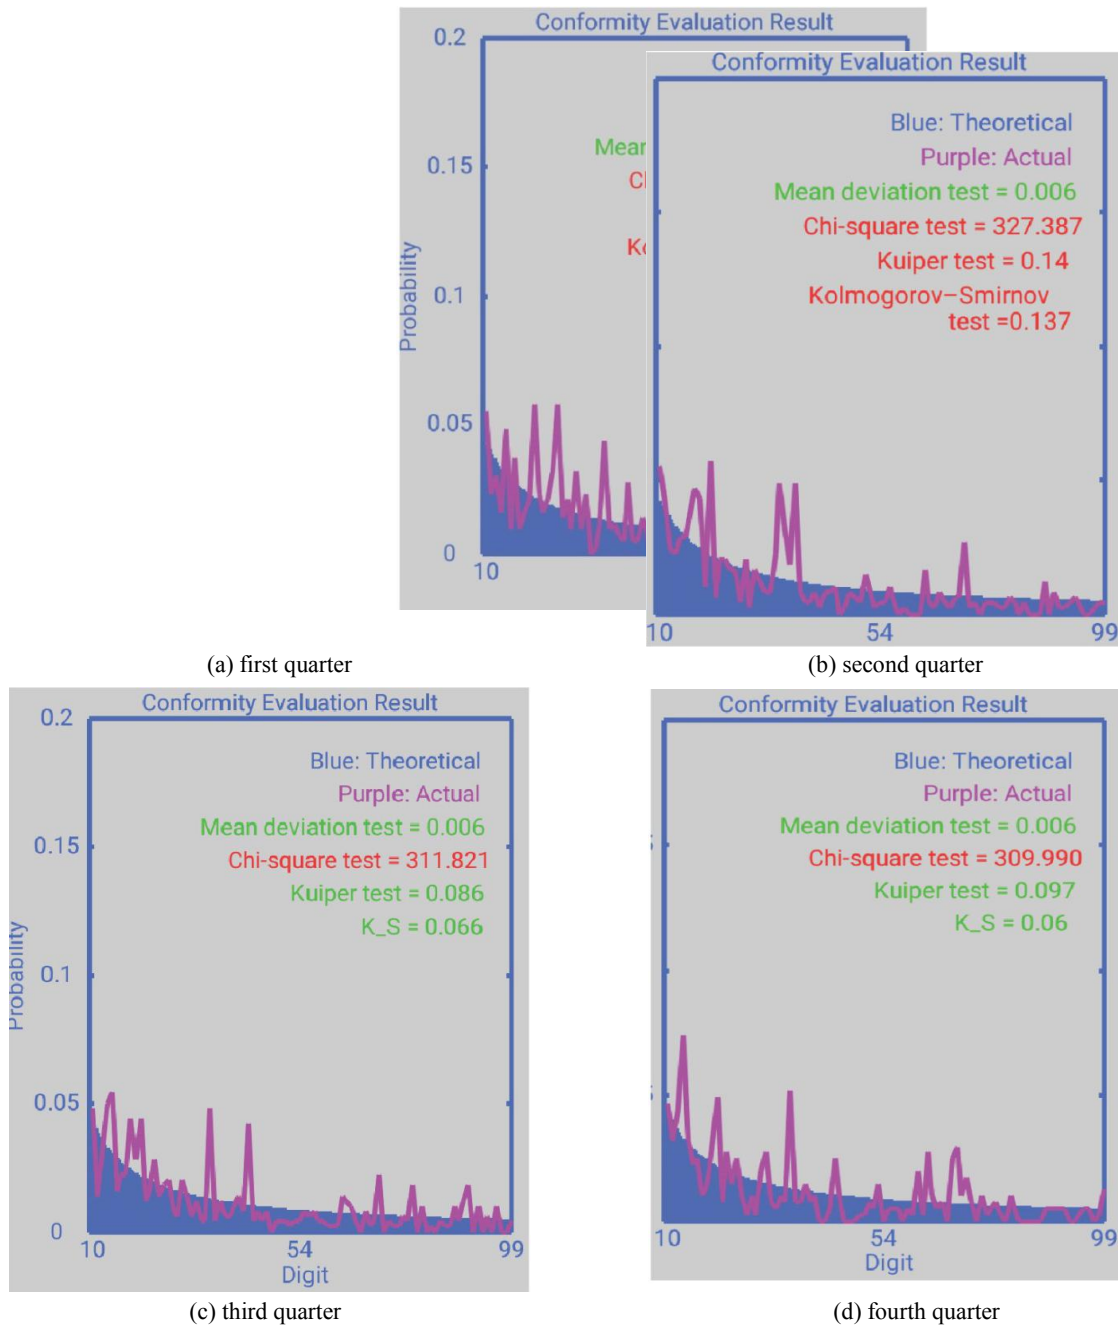 Conformity Evaluation Result
0.2
0.15
0.1
0.05
0
Probability
10
Conformity Evaluation Result
Blue: Theoretical
Purple: Actual
Mean deviation test = 0.006
Chi-square test = 327.387
Kuiper test = 0.14
Kolmogorov–Smirnov
test =0.137
10 54 99
(a) first quarter
(b) second quarter
Conformity Evaluation Result
0.2
0.15
0.1
0.05
0
Probability
Blue: Theoretical
Purple: Actual
Mean deviation test = 0.006
Chi-square test = 311.821
Kuiper test = 0.086
K_S = 0.066
10 54 99
Digit
(c) third quarter
Conformity Evaluation Result
Blue: Theoretical
Purple: Actual
Mean deviation test = 0.006
Chi-square test = 309.990
Kuiper test = 0.097
K_S = 0.06
10 54 99
Digit
(d) fourth quarter